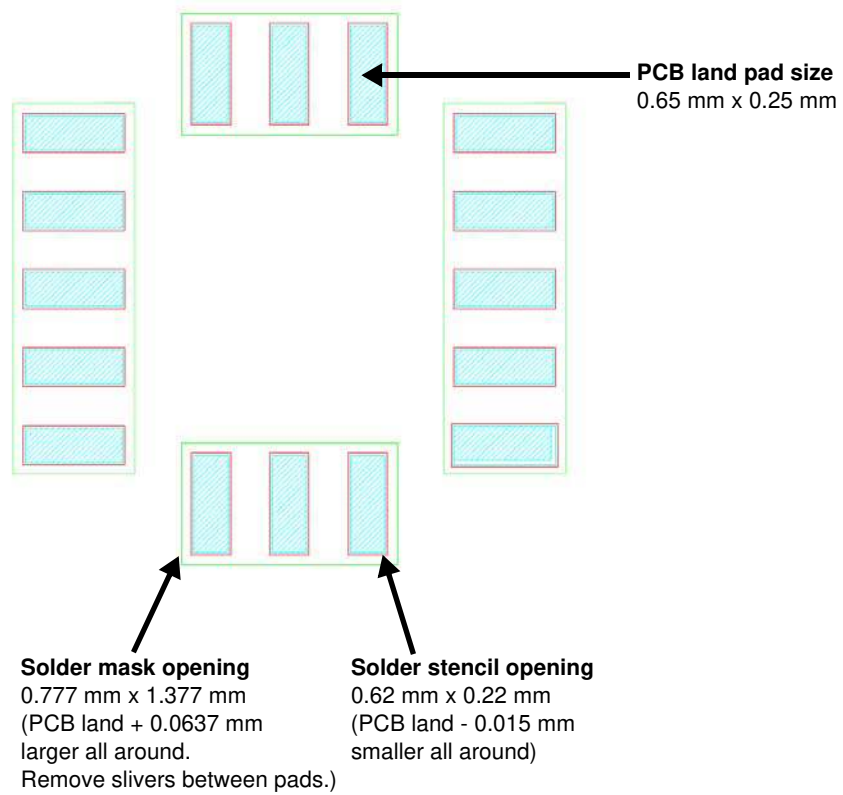 PCB land pad size
0.65 mm x 0.25 mm
Solder mask opening
0.777 mm x 1.377 mm
(PCB land + 0.0637 mm
larger all around.
Remove slivers between pads.)
Solder stencil opening
0.62 mm x 0.22 mm
(PCB land - 0.015 mm
smaller all around)